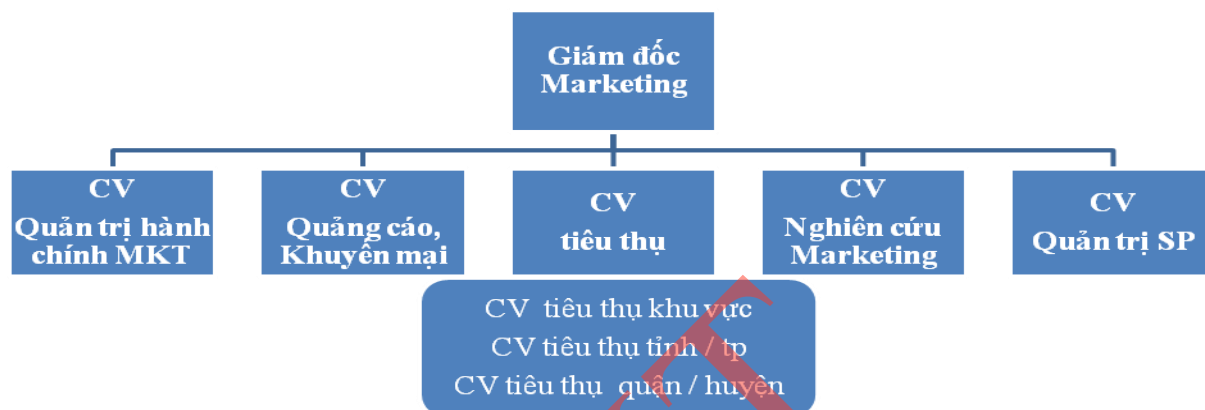 Giám đốc
Marketing
CV
Quản trị hành
chính MKT
CV
Quảng cáo,
Khuyến mại
CV
tiêu thụ
CV
Nghiên cứu
Marketing
CV
Quản trị SP
CV tiêu thụ khu vực
CV tiêu thụ tỉnh / tp
CV tiêu thụ quận / huyện